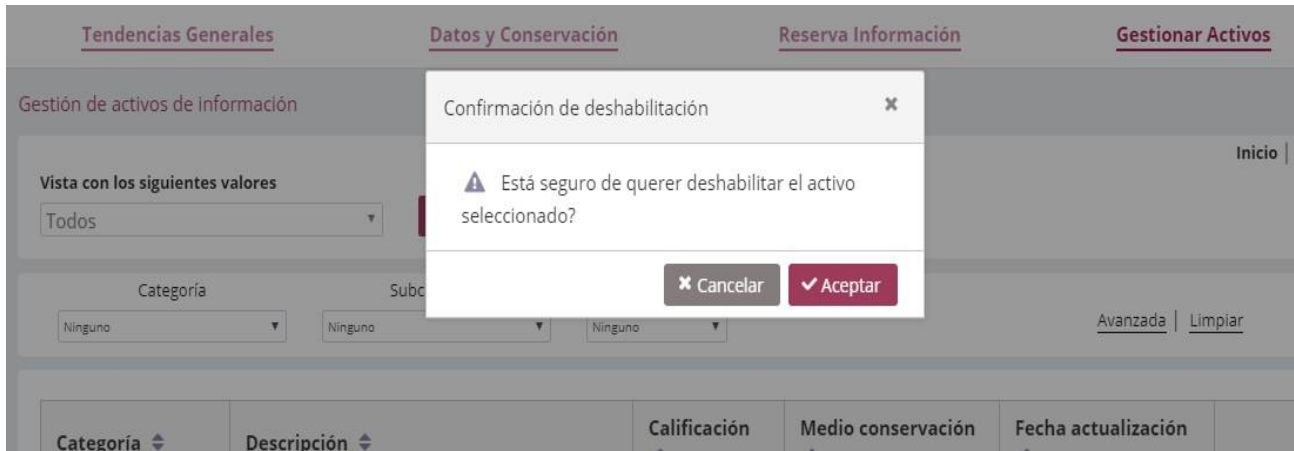 Tendencias Generales Datos y Conservación Reserva Información Gestionar Activos
Gestión de activos de información
Confirmación de deshabilitación
Inicio |
Vista con los siguientes valores
Todos
Está seguro de querer deshabilitar el activo
seleccionado?
Cancelar Aceptar
Categoría Subc
Ninguno Ninguno Ninguno
Avanzada | Limpiar
Categoría Descripción Calificación Medio conservación Fecha actualización